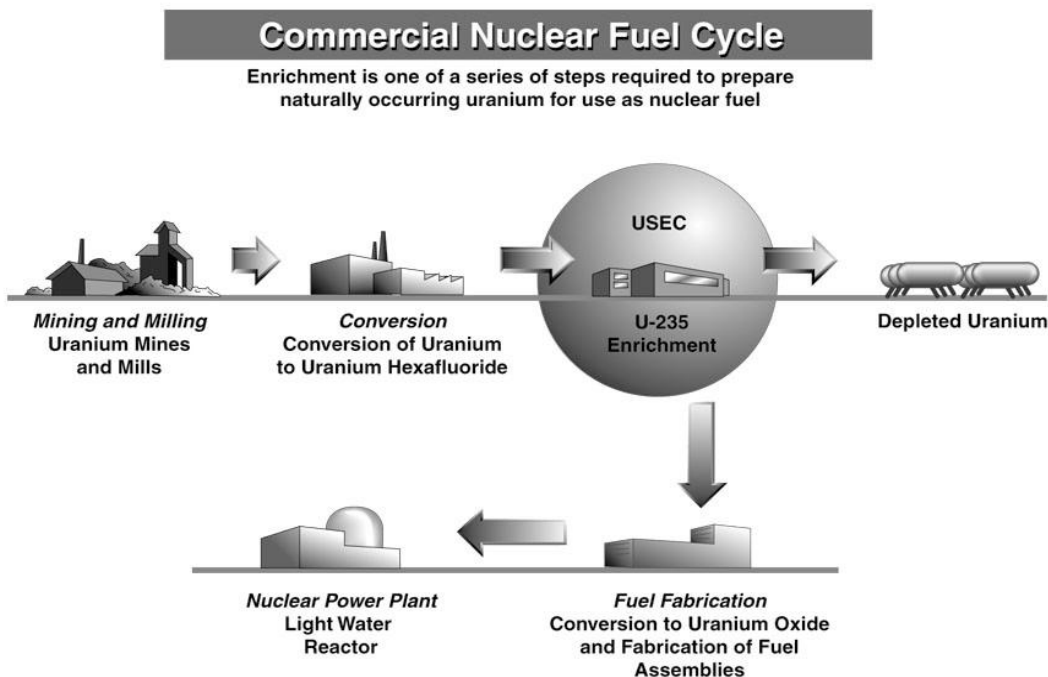 Commercial Nuclear Fuel Cycle
Enrichment is one of a series of steps required to prepare
naturally occurring uranium for use as nuclear fuel
Mining and Milling
Uranium Mines
and Mills
Conversion
Conversion of Uranium
to Uranium Hexafluoride
USEC
U-235
Enrichment
Depleted Uranium
Nuclear Power Plant
Light Water
Reactor
Fuel Fabrication
Conversion to Uranium Oxide
and Fabrication of Fuel
Assemblies